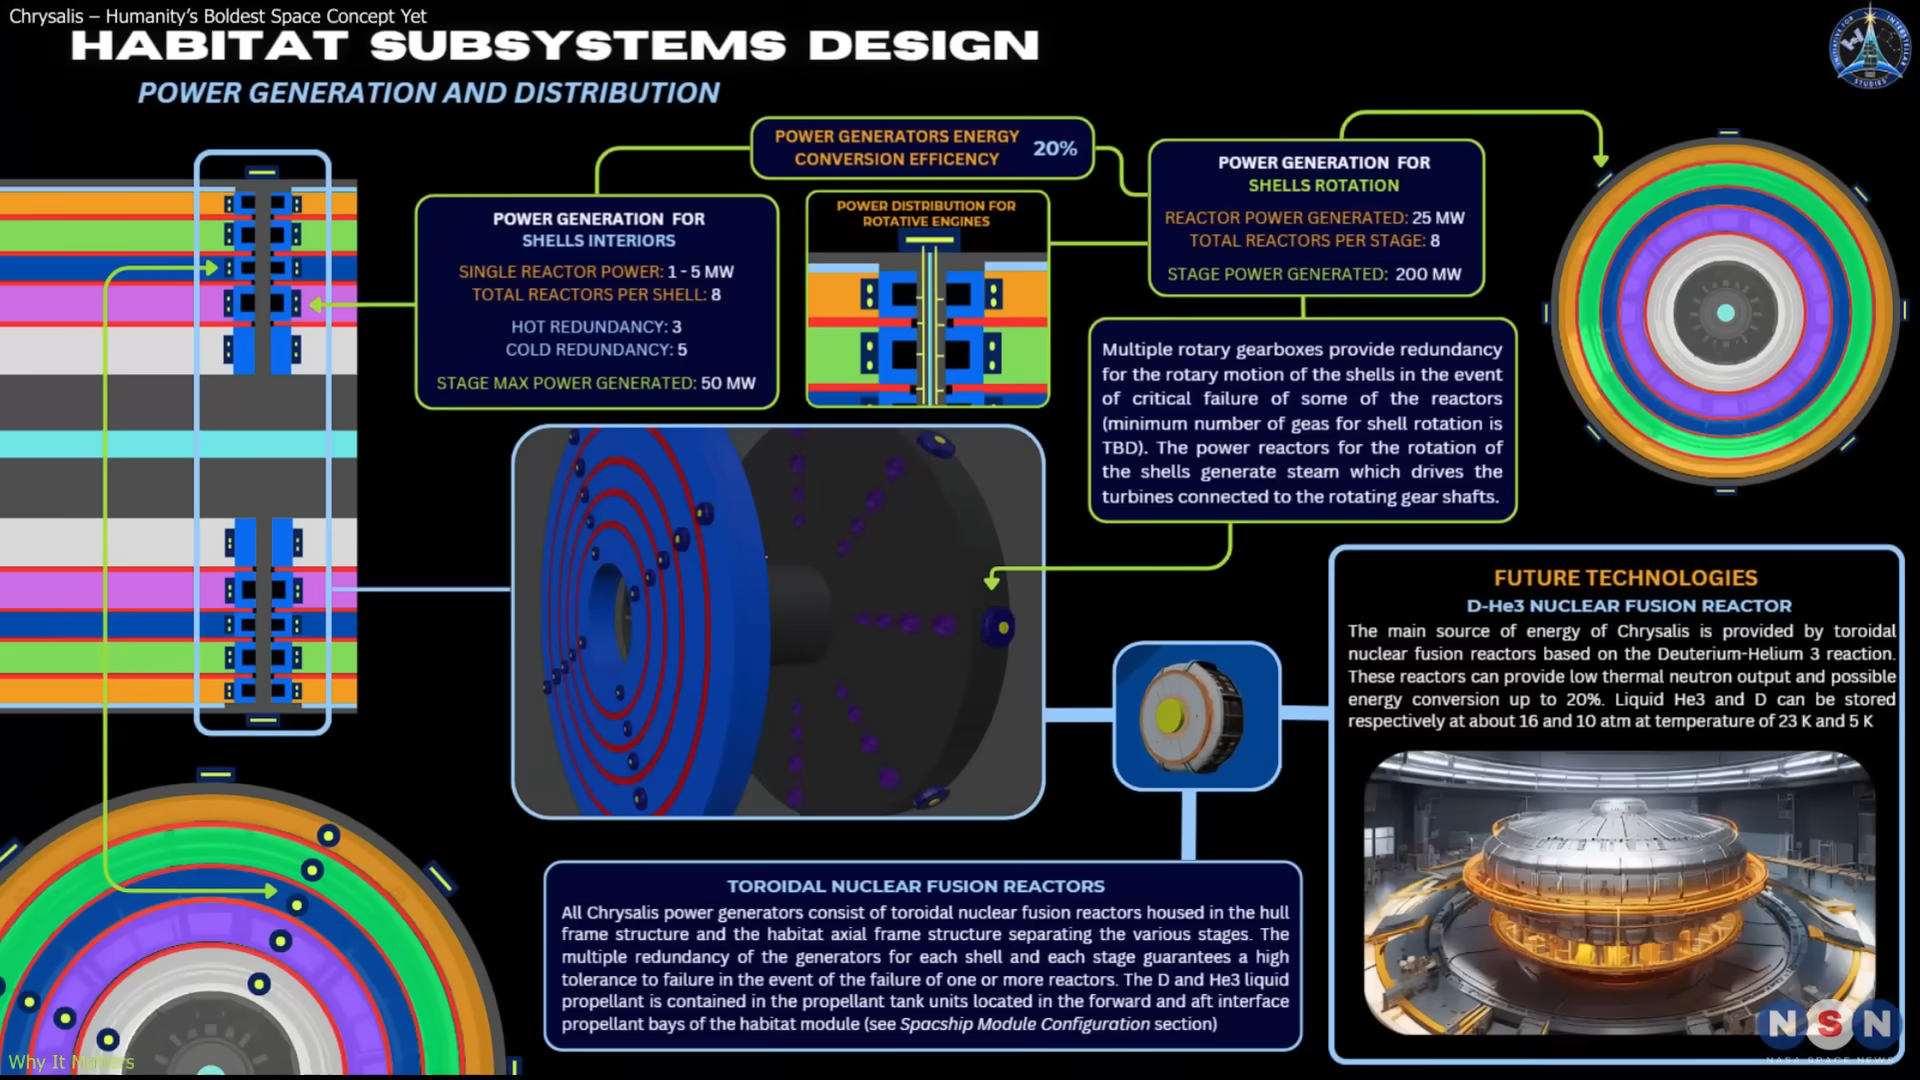 Chrysalis – Humanity's Boldest Space Concept Yet
HABITAT SUBSYSTEMS DESIGN
POWER GENERATION AND DISTRIBUTION
POWER GENERATORS ENERGY
CONVERSION EFFICENCY
20%
POWER GENERATION FOR
SHELLS INTERIORS
SINGLE REACTOR POWER: 1 - 5 MW
TOTAL REACTORS PER SHELL: 8
HOT REDUNDANCY: 3
COLD REDUNDANCY: 5
STAGE MAX POWER GENERATED: 50 MW
POWER DISTRIBUTION FOR
ROTATIVE ENGINES
POWER GENERATION FOR
SHELLS ROTATION
REACTOR POWER GENERATED: 25 MW
TOTAL REACTORS PER STAGE: 8
STAGE POWER GENERATED: 200 MW
Multiple rotary gearboxes provide redundancy
for the rotary motion of the shells in the event
of critical failure of some of the reactors
(minimum number of geas for shell rotation is
TBD). The power reactors for the rotation of
the shells generate steam which drives the
turbines connected to the rotating gear shafts.
FUTURE TECHNOLOGIES
D-He3 NUCLEAR FUSION REACTOR
The main source of energy of Chrysalis is provided by toroidal
nuclear fusion reactors based on the Deuterium-Helium 3 reaction.
These reactors can provide low thermal neutron output and possible
energy conversion up to 20%. Liquid He3 and D can be stored
respectively at about 16 and 10 atm at temperature of 23 K and 5 K
TOROIDAL NUCLEAR FUSION REACTORS
All Chrysalis power generators consist of toroidal nuclear fusion reactors housed in the hull
frame structure and the habitat axial frame structure separating the various stages. The
multiple redundancy of the generators for each shell and each stage guarantees a high
tolerance to failure in the event of the failure of one or more reactors. The D and He3 liquid
propellant is contained in the propellant tank units located in the forward and aft interface
propellant bays of the habitat module (see Spacship Module Configuration section)
Why It Matters
NSN
NASA SPACE NEWS
INITIATIVE FOR INTERSTELLAR STUDIES